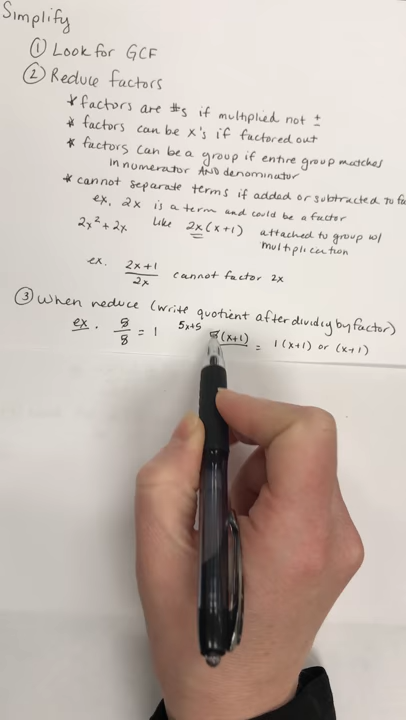 Simplify
① Look for GCF
② Reduce factors
* factors are #s if multiplied not ±
* factors can be x's if factored out
* factors can be a group if entire group matches
in numerator AND denominator
* cannot separate terms if added or subtracted to
ex. 2x is a term and could be a factor
2x² + 2x like 2x(x+1) attached to group w/
multiplication
ex. 2x+1 / 2x cannot factor 2x
③ When reduce (write quotient after dividing by factor)
ex. 8/8 = 1 5x+5 (x+1) = 1(x+1) or (x+1)